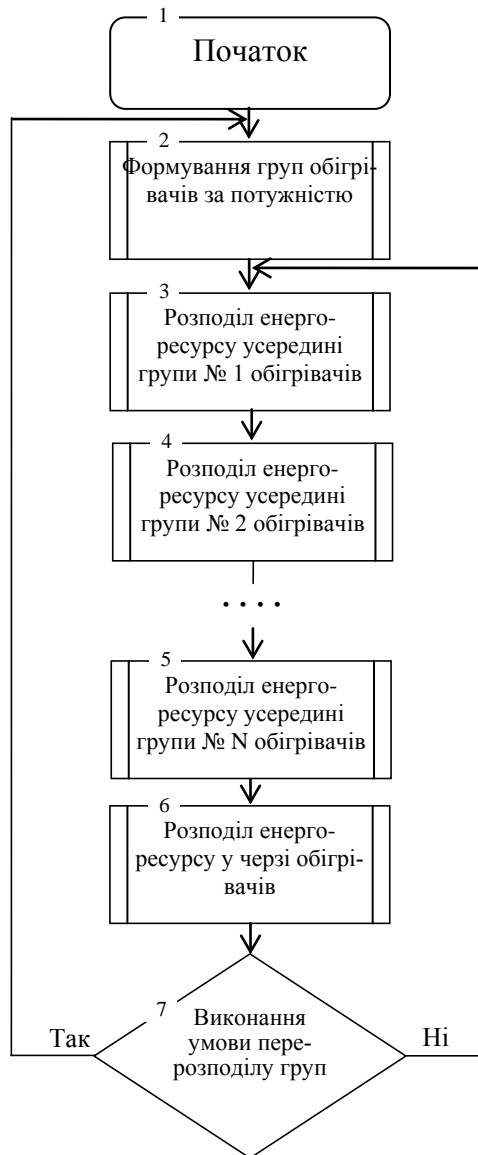 1
Початок
2
Формування груп обігрі-
вачів за потужністю
3
Розподіл енерго-
ресурсу усередині
групи № 1 обігрівачів
4
Розподіл енерго-
ресурсу усередині
групи № 2 обігрівачів
. . . .
5
Розподіл енерго-
ресурсу усередині
групи № N обігрівачів
6
Розподіл енерго-
ресурсу у черзі обігрі-
вачів
7
Так
Виконання
умови пере-
розподілу груп
Ні